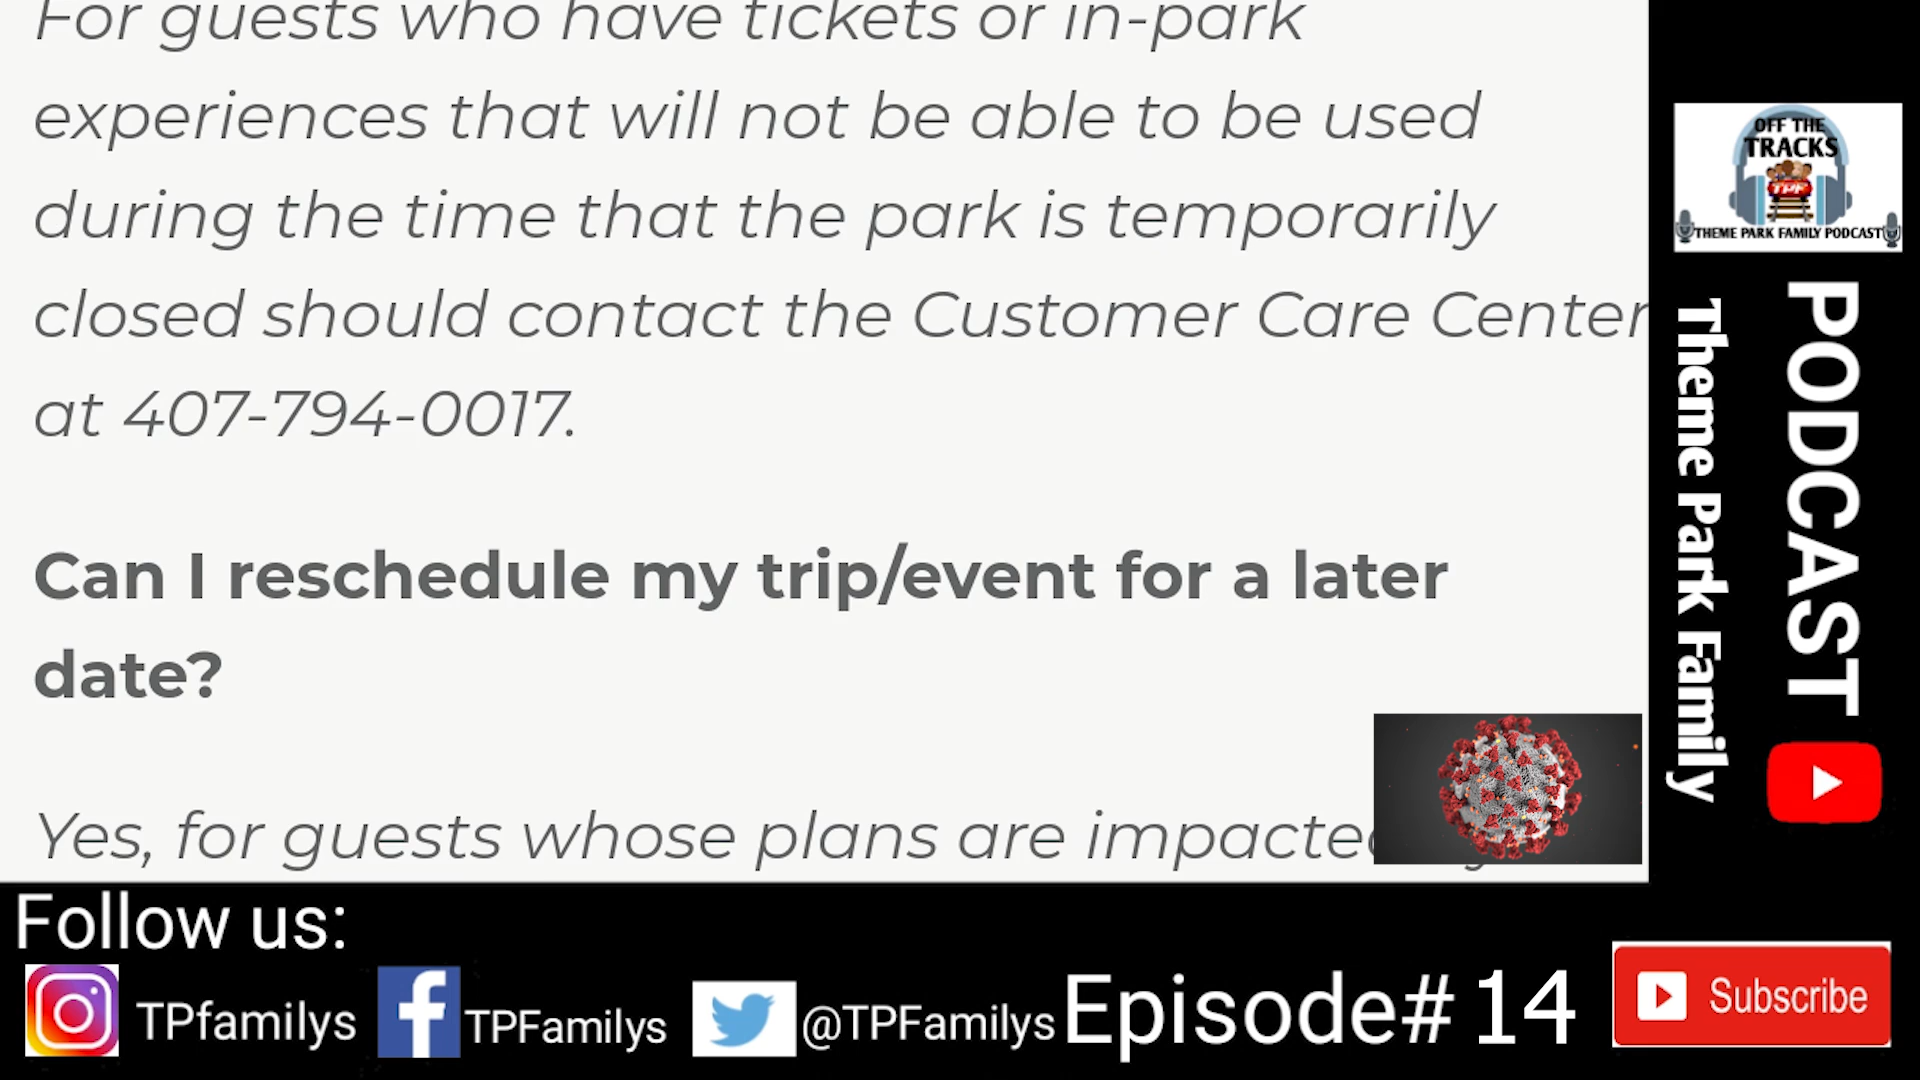 For guests who have tickets or in-park
experiences that will not be able to be used
during the time that the park is temporarily
closed should contact the Customer Care Center
at 407-794-0017.
Can I reschedule my trip/event for a later
date?
Yes, for guests whose plans are impacted
OFF THE
TRACKS
TPF
THEME PARK FAMILY PODCAST
PODCAST
Theme Park Family
Follow us:
TPfamilys
TPFamilys
@TPFamilys
Episode# 14
Subscribe